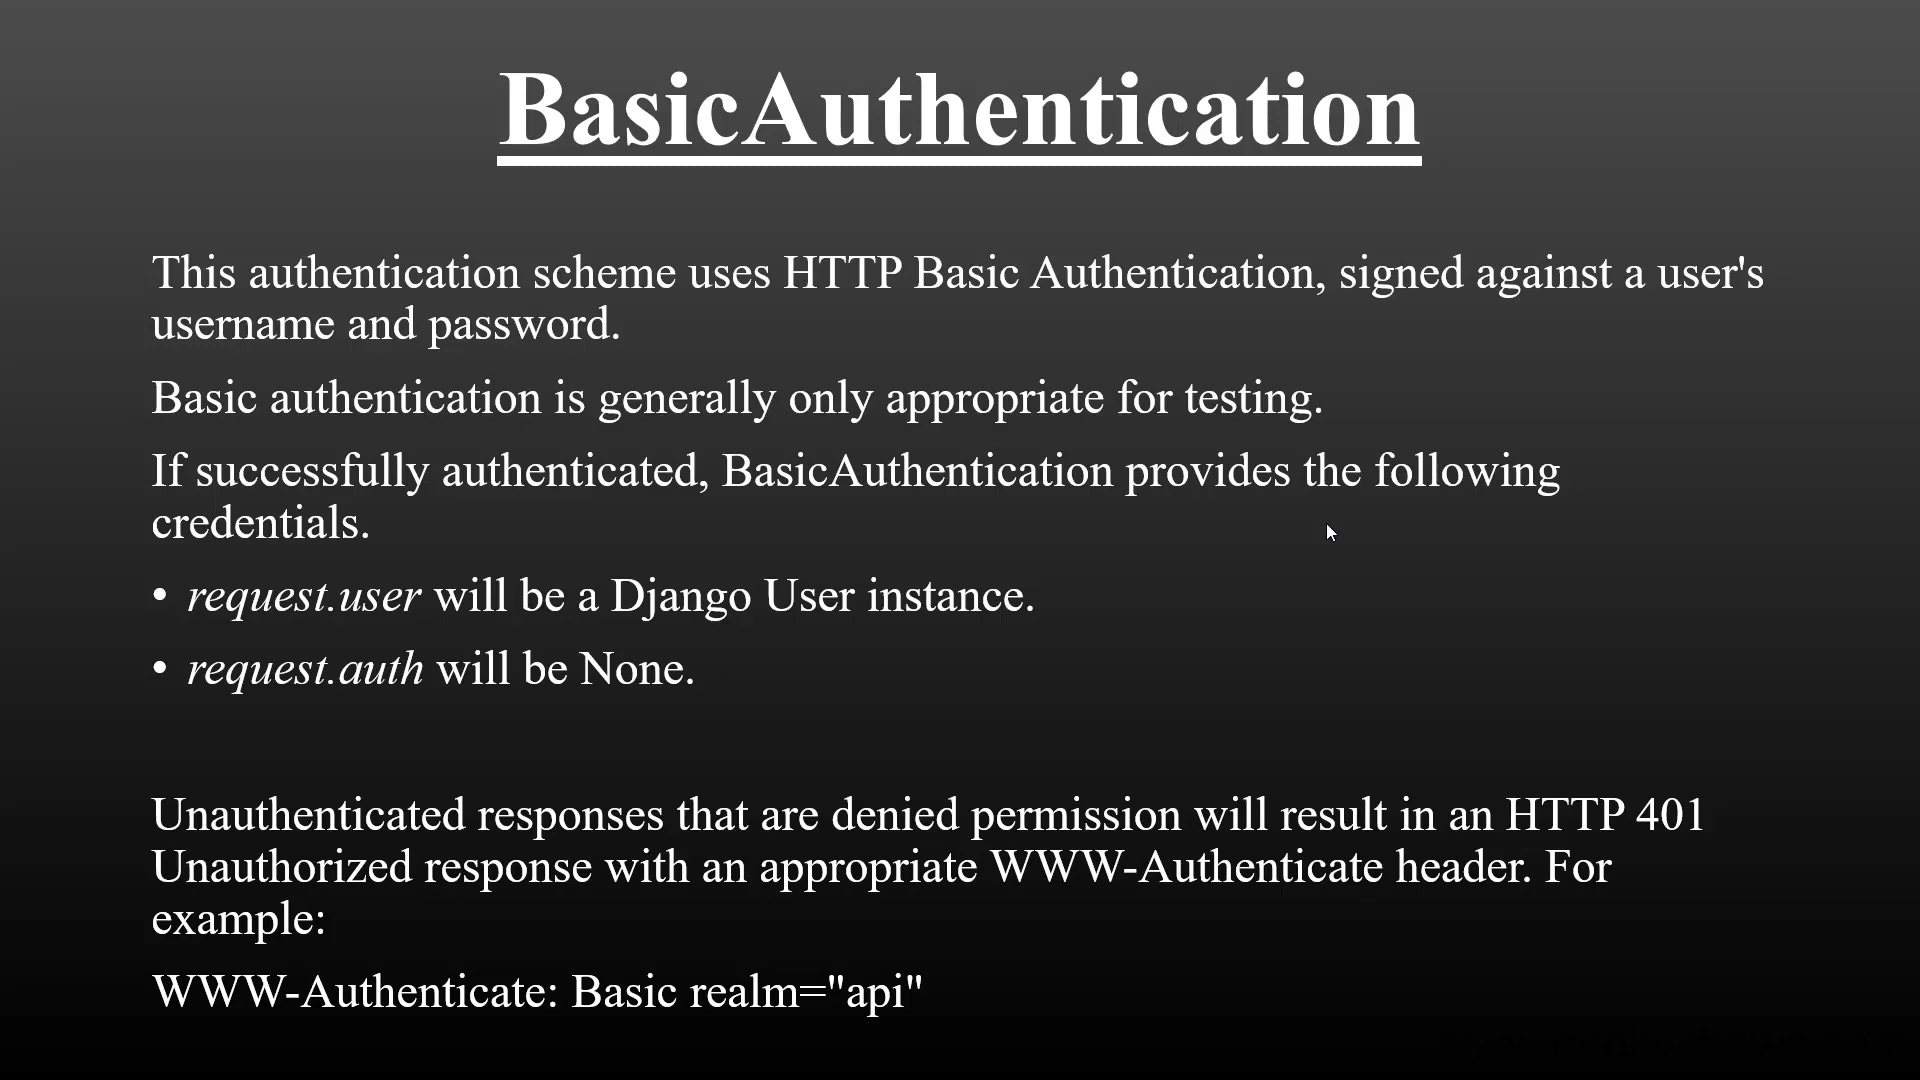 BasicAuthentication
This authentication scheme uses HTTP Basic Authentication, signed against a user's
username and password.
Basic authentication is generally only appropriate for testing.
If successfully authenticated, BasicAuthentication provides the following
credentials.
• request.user will be a Django User instance.
• request.auth will be None.
Unauthenticated responses that are denied permission will result in an HTTP 401
Unauthorized response with an appropriate WWW-Authenticate header. For
example:
WWW-Authenticate: Basic realm="api"